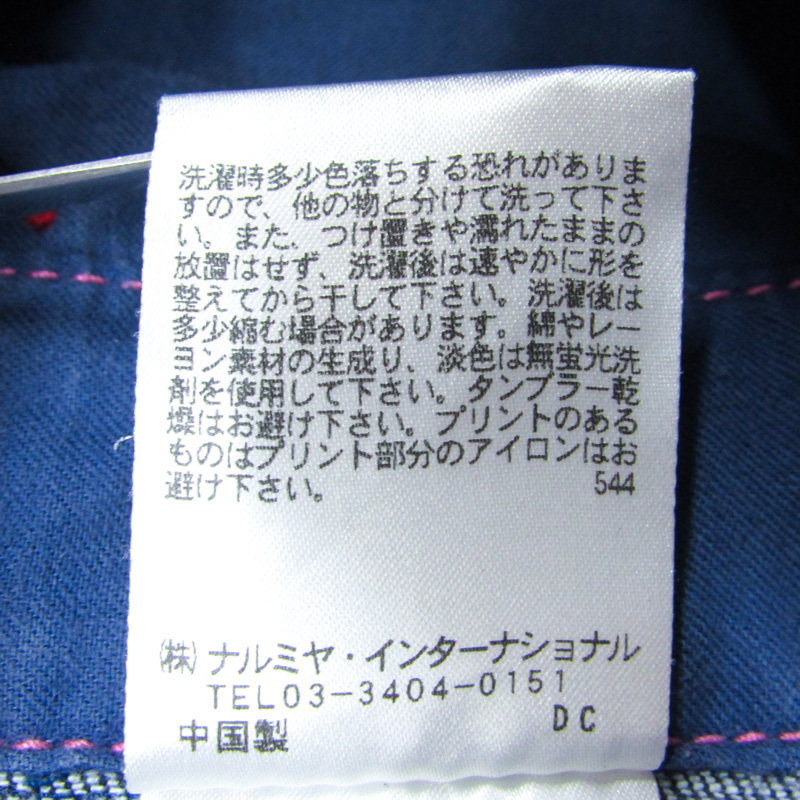 洗濯時多少色落ちする恐れがありま
すので、他の物と分けて洗って下さ
い。また、つけ置きや濡れたままの
放置はせず、洗濯後は速やかに形を
整えてから干して下さい。洗濯後は
多少縮む場合があります。綿やレー
ヨン素材の生成り、淡色は無蛍光洗
剤を使用して下さい。タンブラー乾
燥はお避け下さい。プリントのある
ものはプリント部分のアイロンはお
避け下さい。 544
㈱ナルミヤ・インターナショナル
TEL03-3404-0151
中国製 DC